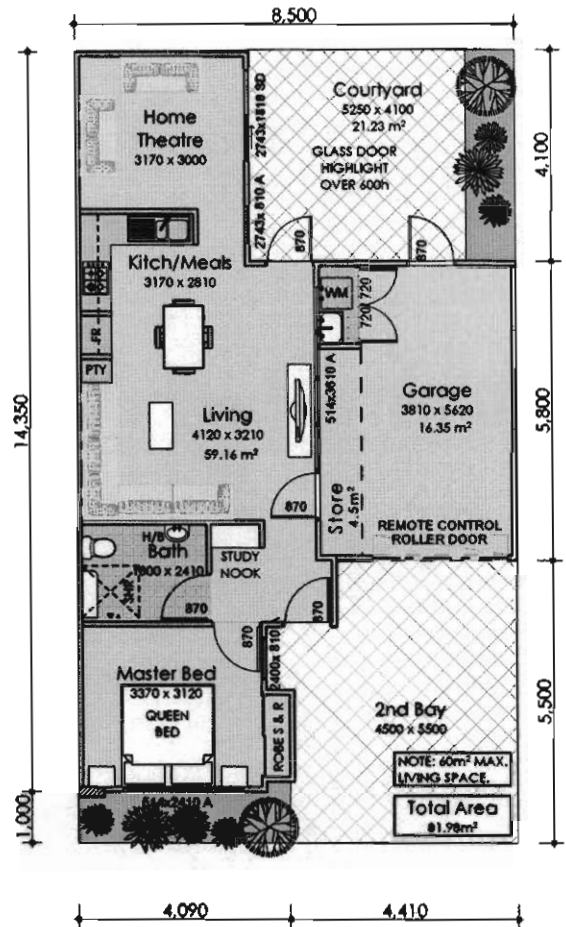 8,500
Home
Theatre
3170 x 3000
2743x1818 SD
2743x 810 A
Courtyard
5250 x 4100
21.23 m²
GLASS DOOR
HIGHLIGHT
OVER 600h
4,100
870
870
Kitch/Meals
3170 x 2810
FR
PTY
WM
720
720
Garage
3810 x 5620
16.35 m²
514x3610 A
14,350
5,800
Living
4120 x 3210
59.16 m²
870
Store
4.5m²
REMOTE CONTROL
ROLLER DOOR
H/B
Bath
1800 x 2410
SHR
STUDY
NOOK
870
870
870
2400x 810
Master Bed
3370 x 3120
QUEEN
BED
ROBE S & R
2nd Bay
4500 x 5500
5,500
NOTE: 60m² MAX.
LIVING SPACE.
Total Area
81.98m²
1,000
514x2410 A
4,090
4,410